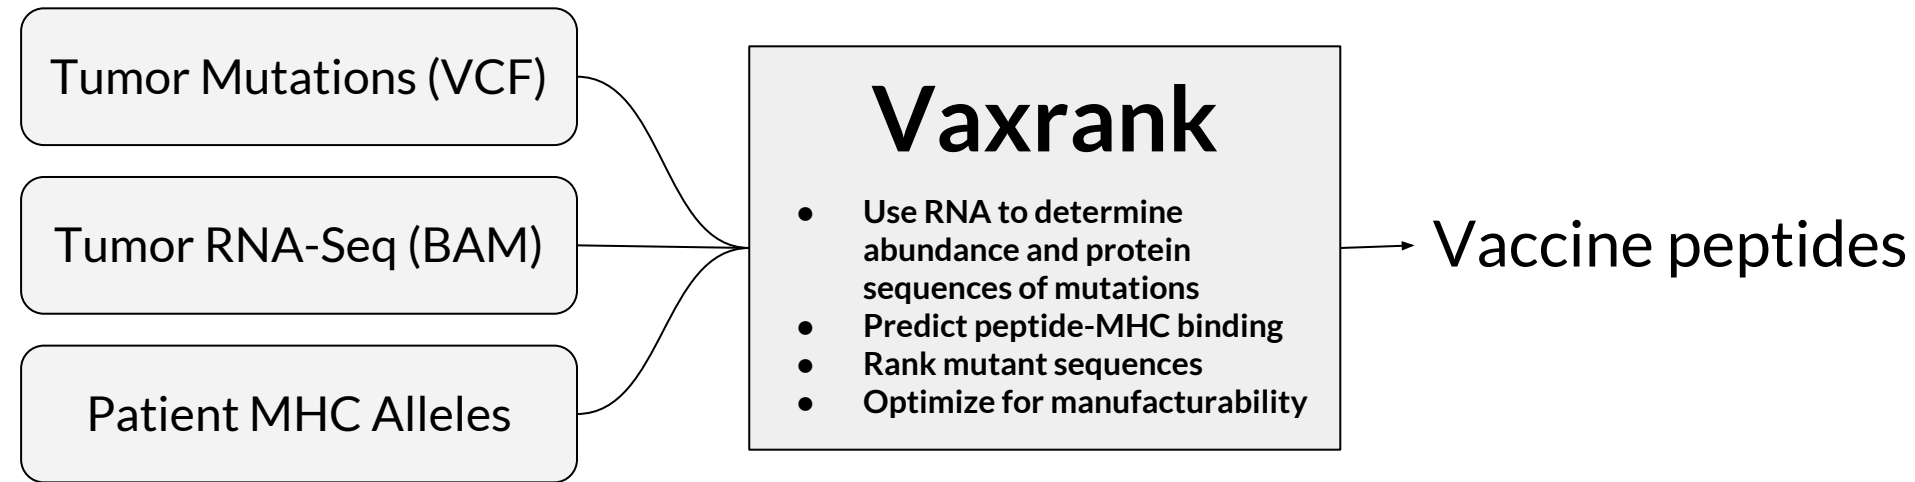 Tumor Mutations (VCF)
Tumor RNA-Seq (BAM)
Patient MHC Alleles
Vaxrank
● Use RNA to determine
abundance and protein
sequences of mutations
● Predict peptide-MHC binding
● Rank mutant sequences
● Optimize for manufacturability
Vaccine peptides